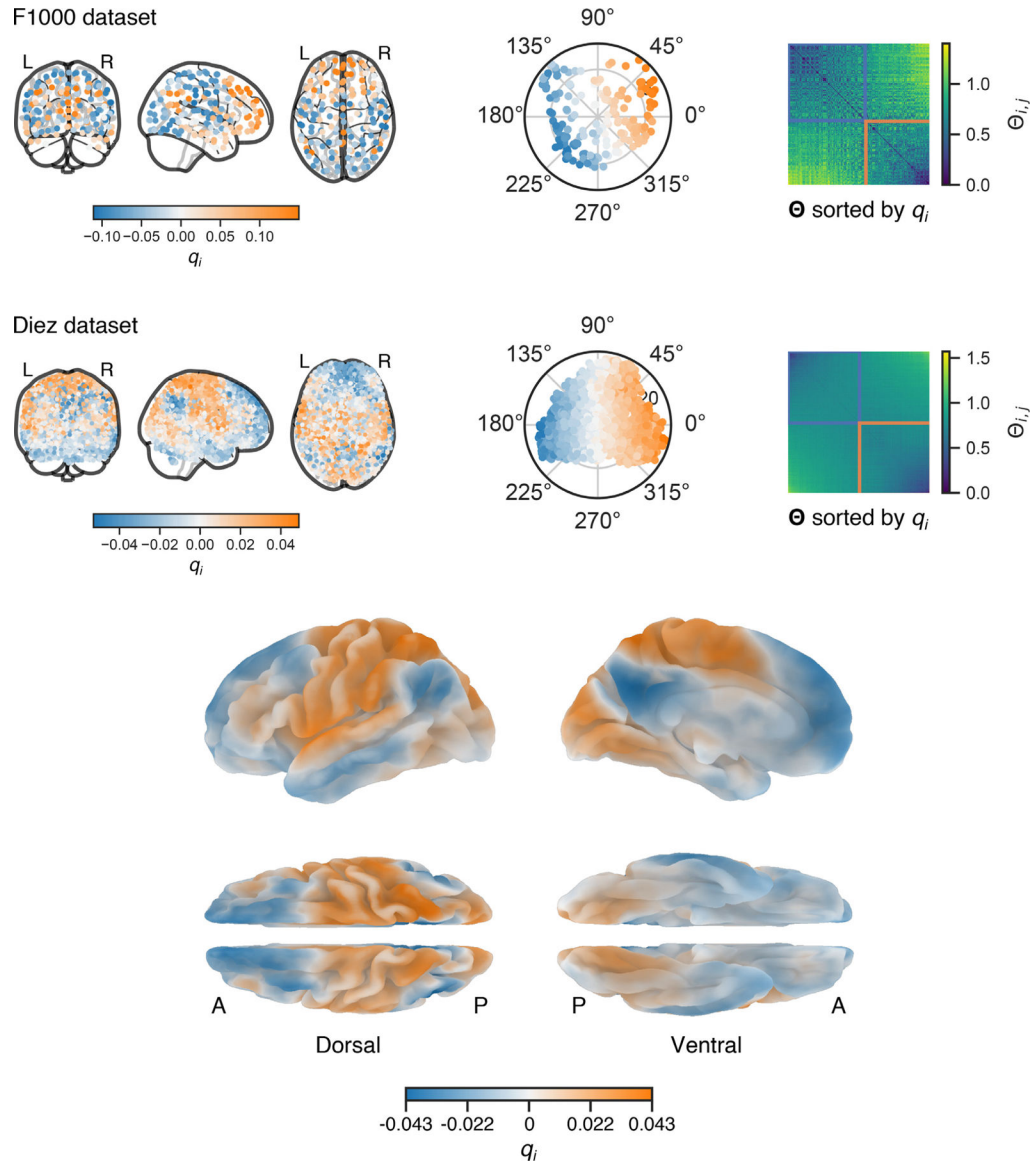 F1000 dataset
L R L R
90°
135° 45°
180° 0°
225° 315°
270°
1.0
0.5
0.0
Θi,j
Θ sorted by qi
−0.10 −0.05 0.00 0.05 0.10
qi
Diez dataset
L R L R
90°
135° 45°
20
180° 0°
225° 315°
270°
1.5
1.0
0.5
0.0
Θi,j
Θ sorted by qi
−0.04 −0.02 0.00 0.02 0.04
qi
A P P A
Dorsal Ventral
-0.043 -0.022 0 0.022 0.043
qi